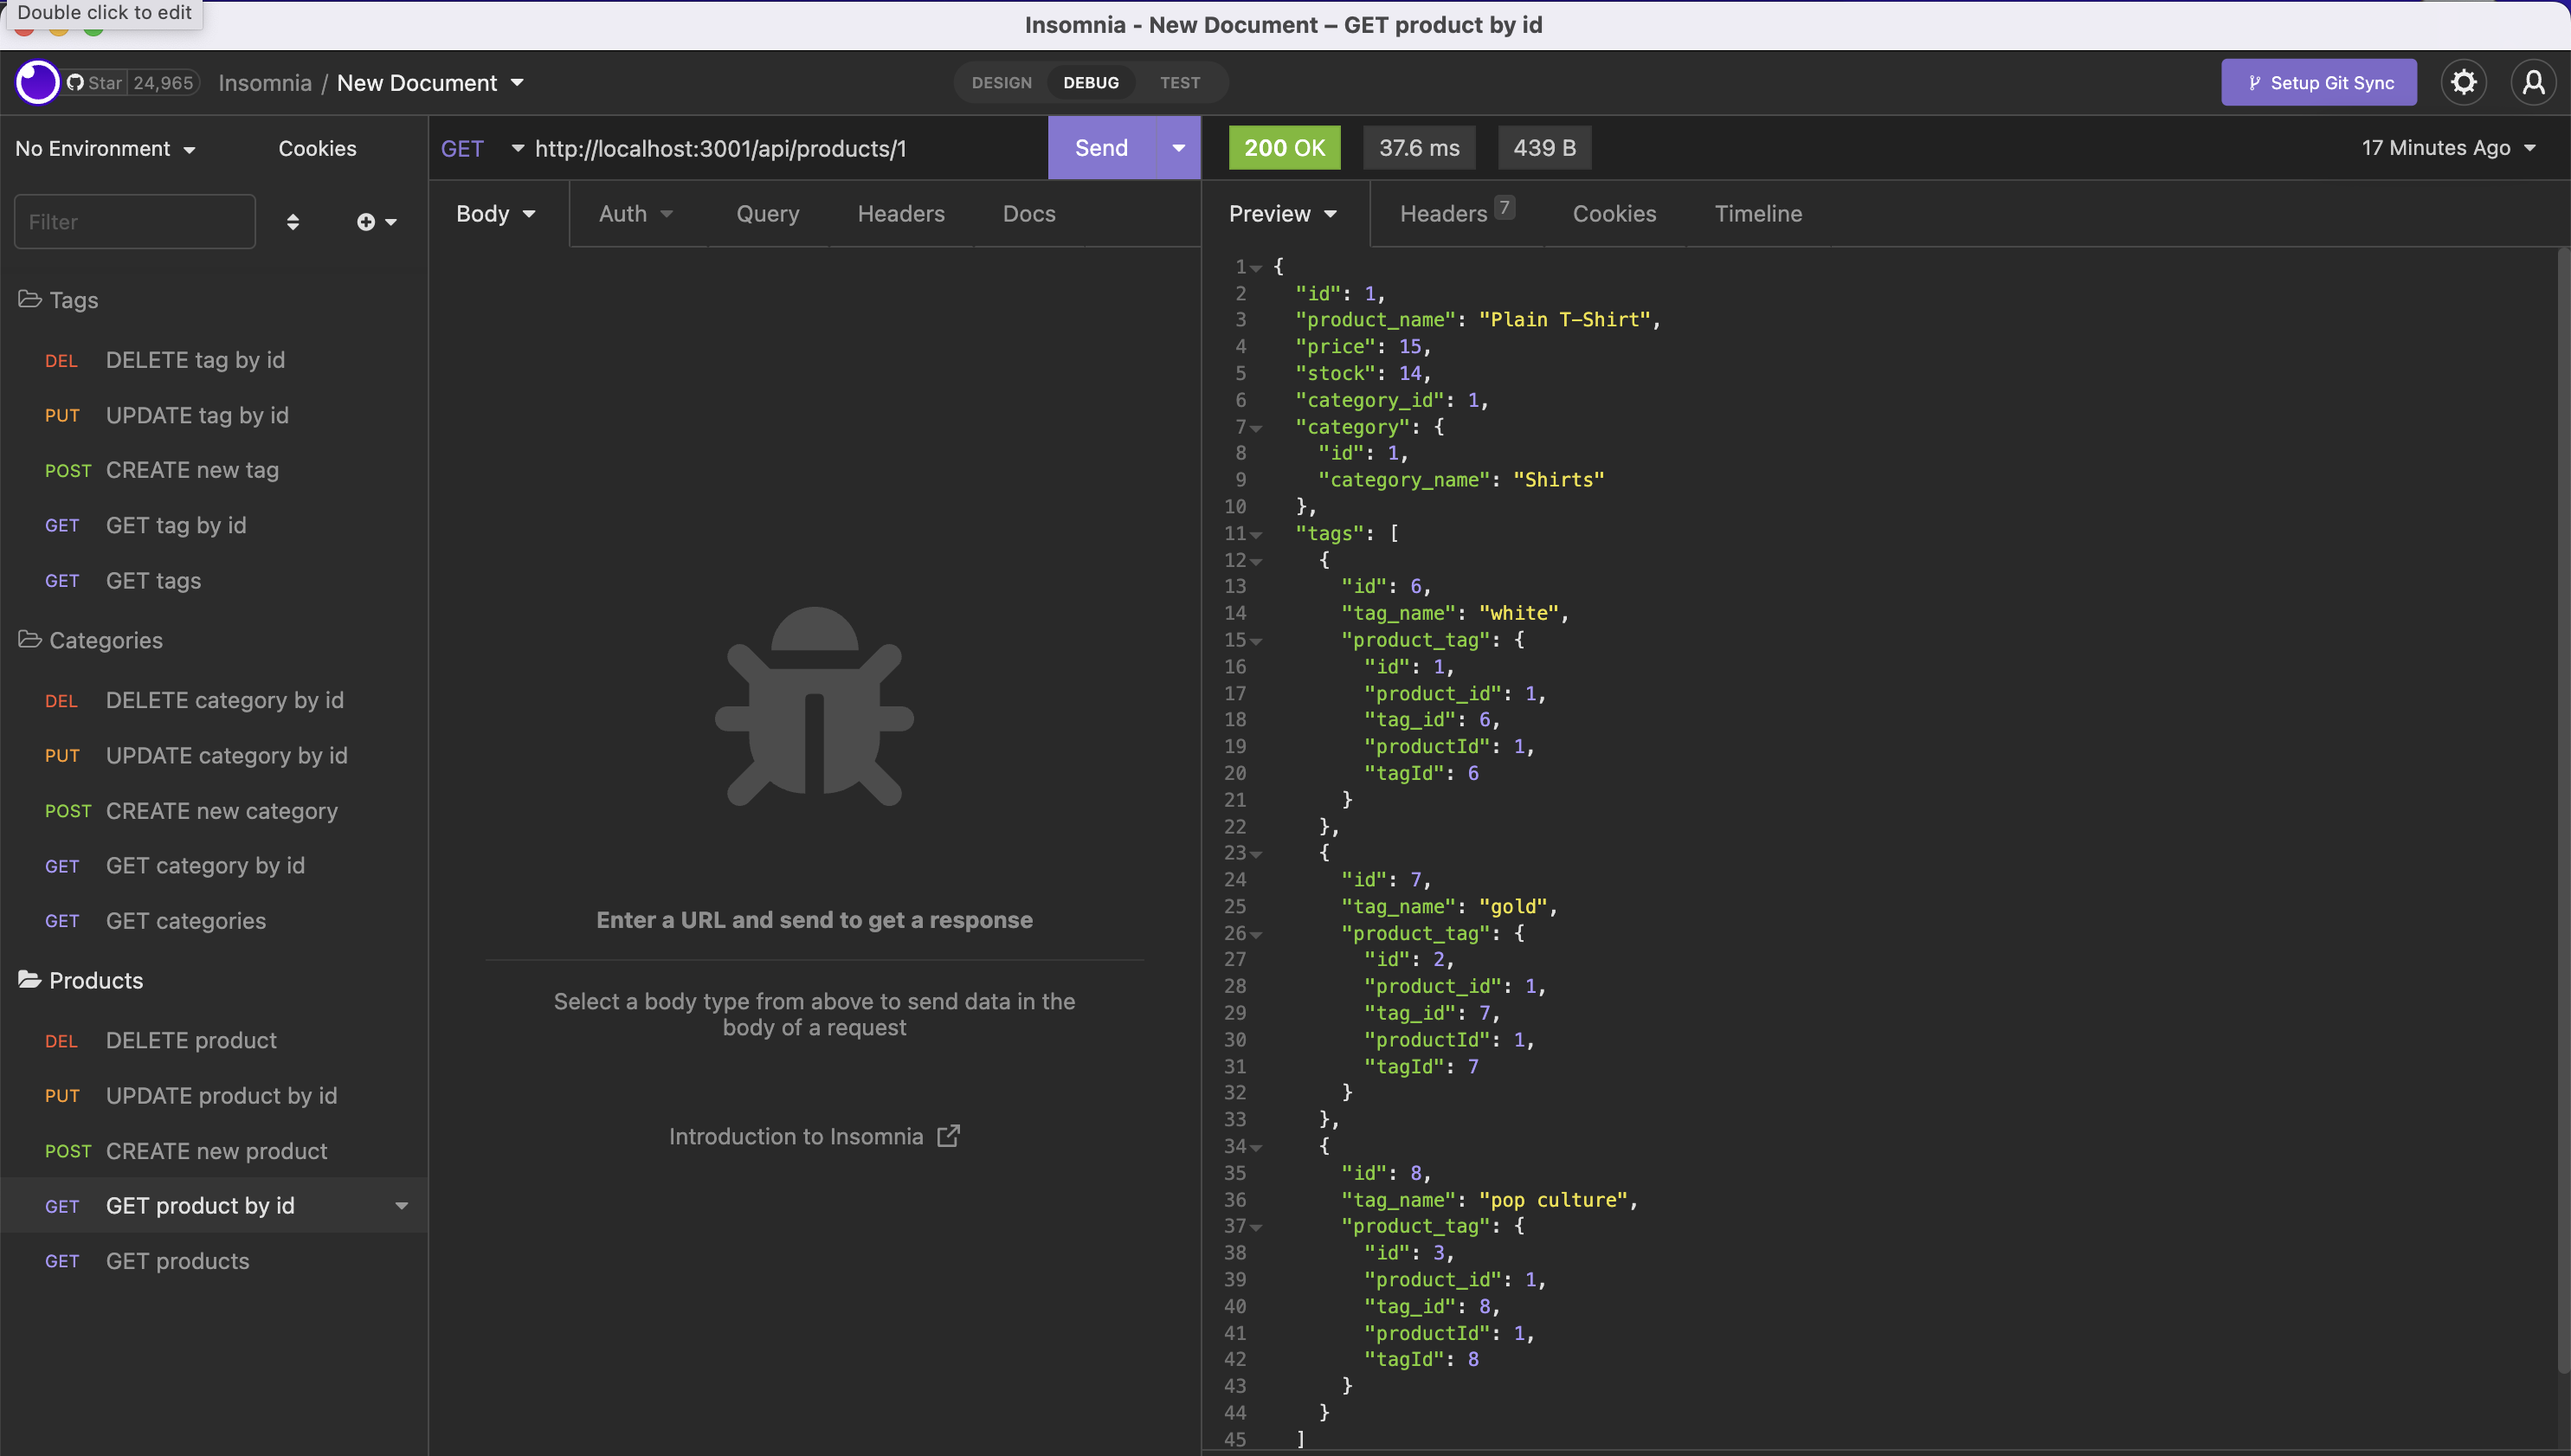 Double click to edit
Insomnia - New Document – GET product by id
Star 24,965
Insomnia / New Document
DESIGN DEBUG TEST
Setup Git Sync
No Environment
Cookies
Filter
Tags
DEL DELETE tag by id
PUT UPDATE tag by id
POST CREATE new tag
GET GET tag by id
GET GET tags
Categories
DEL DELETE category by id
PUT UPDATE category by id
POST CREATE new category
GET GET category by id
GET GET categories
Products
DEL DELETE product
PUT UPDATE product by id
POST CREATE new product
GET GET product by id
GET GET products
GET http://localhost:3001/api/products/1 Send
Body Auth Query Headers Docs
Enter a URL and send to get a response
Select a body type from above to send data in the
body of a request
Introduction to Insomnia
200 OK 37.6 ms 439 B 17 Minutes Ago
Preview Headers 7 Cookies Timeline
1 {
2 "id": 1,
3 "product_name": "Plain T-Shirt",
4 "price": 15,
5 "stock": 14,
6 "category_id": 1,
7 "category": {
8 "id": 1,
9 "category_name": "Shirts"
10 },
11 "tags": [
12 {
13 "id": 6,
14 "tag_name": "white",
15 "product_tag": {
16 "id": 1,
17 "product_id": 1,
18 "tag_id": 6,
19 "productId": 1,
20 "tagId": 6
21 }
22 },
23 {
24 "id": 7,
25 "tag_name": "gold",
26 "product_tag": {
27 "id": 2,
28 "product_id": 1,
29 "tag_id": 7,
30 "productId": 1,
31 "tagId": 7
32 }
33 },
34 {
35 "id": 8,
36 "tag_name": "pop culture",
37 "product_tag": {
38 "id": 3,
39 "product_id": 1,
40 "tag_id": 8,
41 "productId": 1,
42 "tagId": 8
43 }
44 }
45 ]